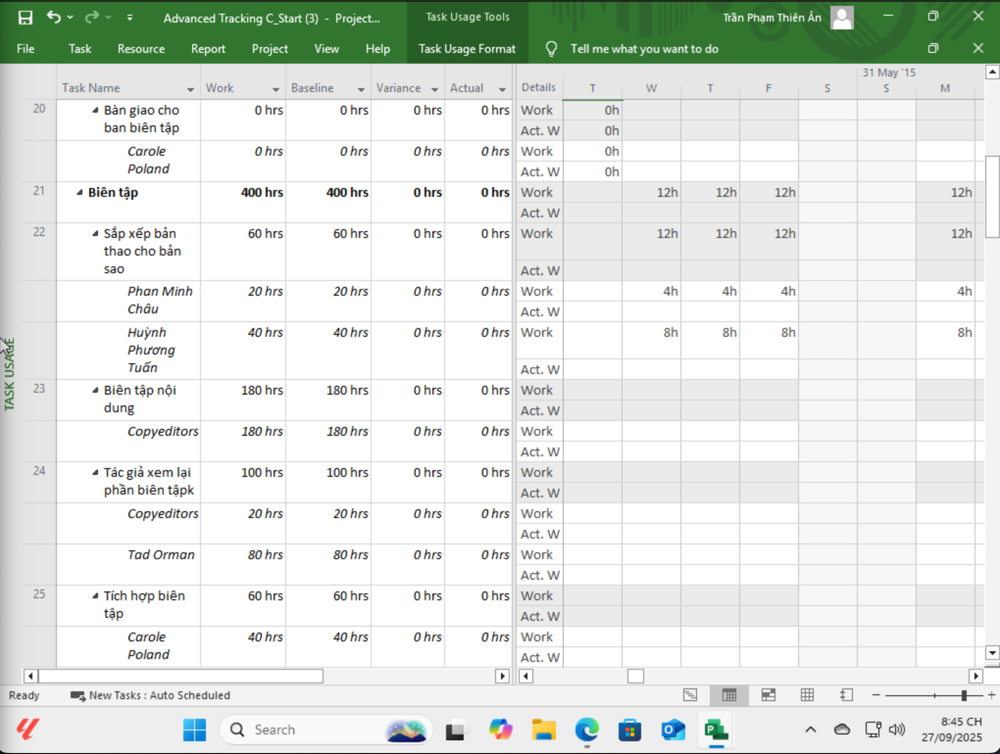 Advanced Tracking C_Start (3) - Project...
Task Usage Tools
Trần Phạm Thiên Ân
File Task Resource Report Project View Help Task Usage Format Tell me what you want to do
31 May '15
Task Name Work Baseline Variance Actual Details T W T F S S M
20 Bàn giao cho 0 hrs 0 hrs 0 hrs 0 hrs Work 0h
ban biên tập Act. W 0h
Carole 0 hrs 0 hrs 0 hrs 0 hrs Work 0h
Poland Act. W 0h
21 Biên tập 400 hrs 400 hrs 0 hrs 0 hrs Work 12h 12h 12h 12h
Act. W
22 Sắp xếp bản 60 hrs 60 hrs 0 hrs 0 hrs Work 12h 12h 12h 12h
thao cho bản
sao Act. W
Phan Minh 20 hrs 20 hrs 0 hrs 0 hrs Work 4h 4h 4h 4h
Châu Act. W
Huỳnh 40 hrs 40 hrs 0 hrs 0 hrs Work 8h 8h 8h 8h
Phương
Tuấn Act. W
23 Biên tập nội 180 hrs 180 hrs 0 hrs 0 hrs Work
dung Act. W
Copyeditors 180 hrs 180 hrs 0 hrs 0 hrs Work
Act. W
24 Tác giả xem lại 100 hrs 100 hrs 0 hrs 0 hrs Work
phần biên tậpk Act. W
Copyeditors 20 hrs 20 hrs 0 hrs 0 hrs Work
Act. W
Tad Orman 80 hrs 80 hrs 0 hrs 0 hrs Work
Act. W
25 Tích hợp biên 60 hrs 60 hrs 0 hrs 0 hrs Work
tập Act. W
Carole 40 hrs 40 hrs 0 hrs 0 hrs Work
Poland Act. W
TASK USAGE
Ready New Tasks : Auto Scheduled
Search
8:45 CH
27/09/2025